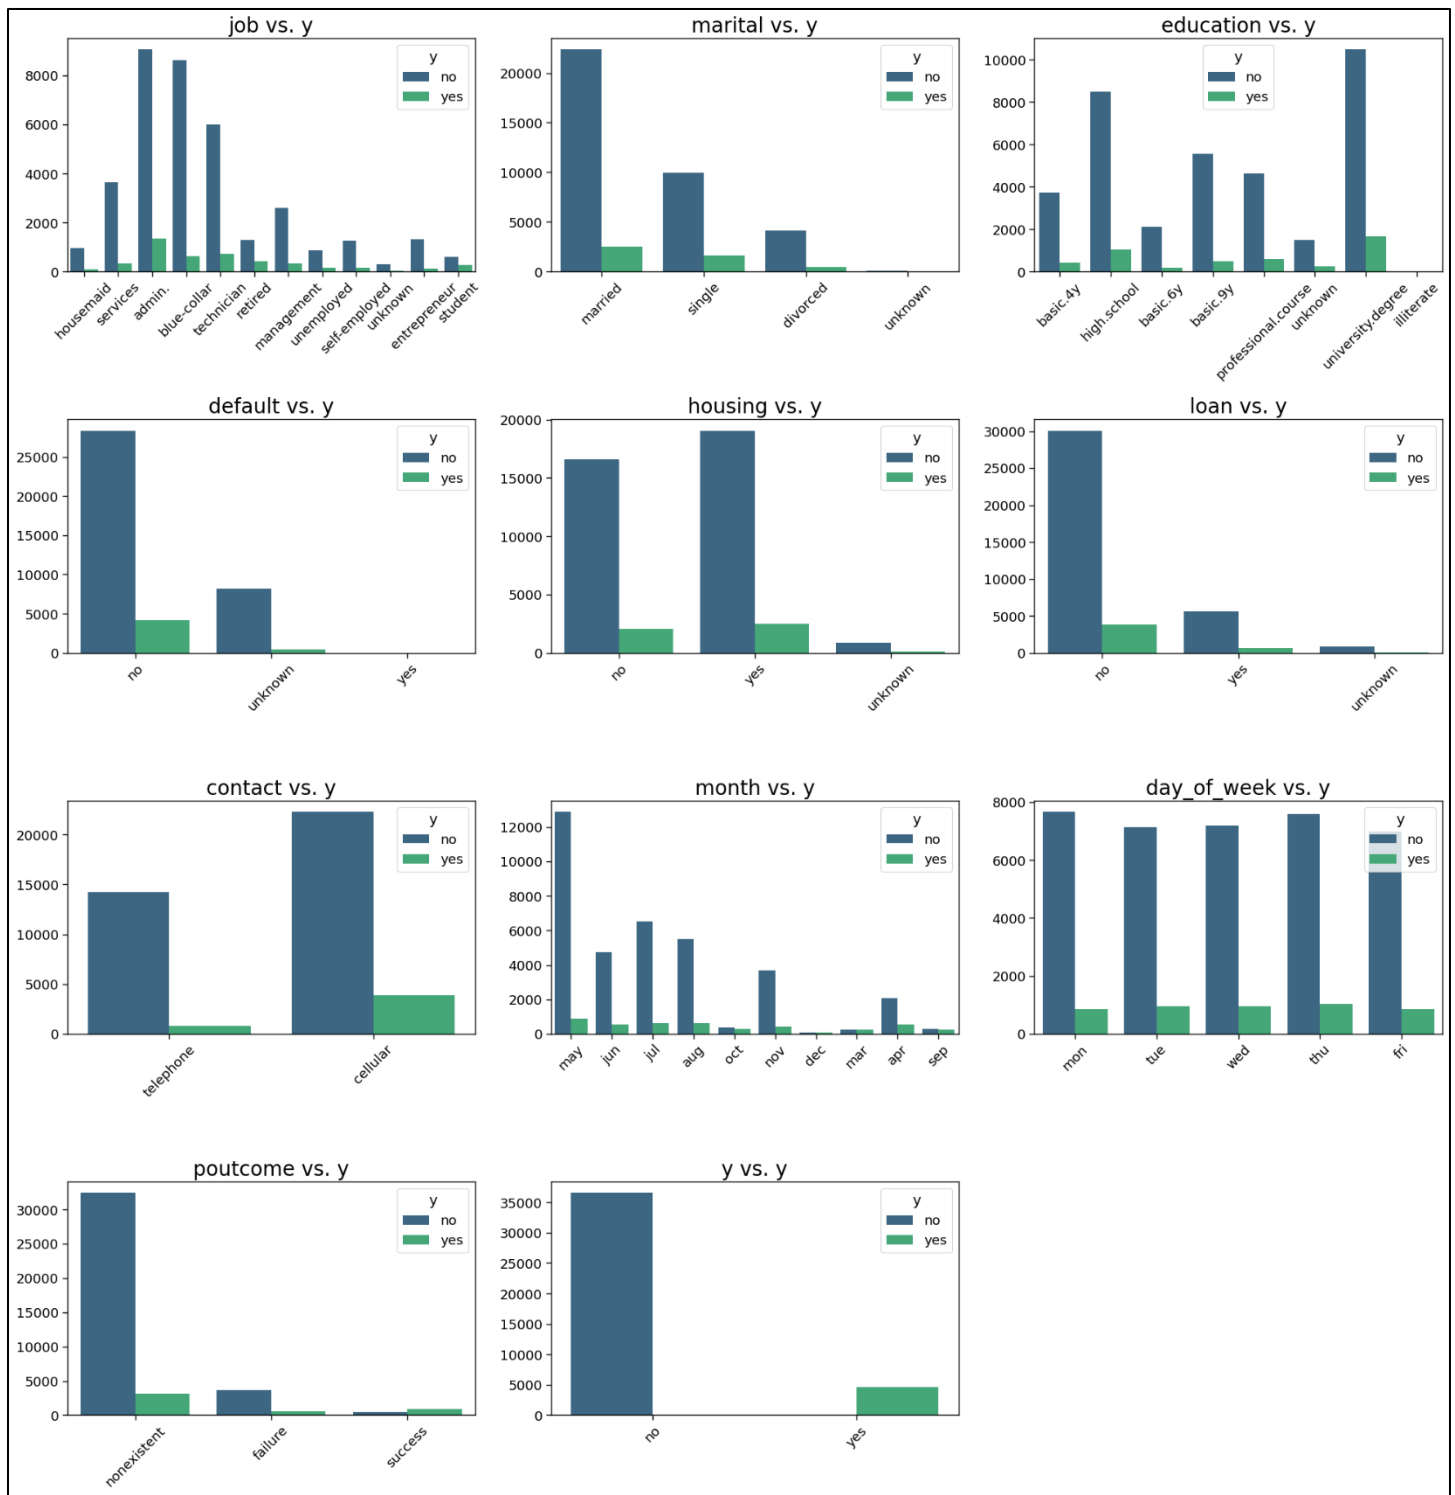 job vs. y
8000
6000
4000
2000
0
y
no
yes
housemaid
services
admin.
blue-collar
technician
retired
management
unemployed
self-employed
unknown
entrepreneur
student
marital vs. y
20000
15000
10000
5000
0
y
no
yes
married
single
divorced
unknown
education vs. y
10000
8000
6000
4000
2000
0
y
no
yes
basic.4y
high.school
basic.6y
basic.9y
professional.course
unknown
university.degree
illiterate
default vs. y
25000
20000
15000
10000
5000
0
y
no
yes
no
unknown
yes
housing vs. y
20000
15000
10000
5000
0
y
no
yes
no
yes
unknown
loan vs. y
30000
25000
20000
15000
10000
5000
0
y
no
yes
no
yes
unknown
contact vs. y
20000
15000
10000
5000
0
y
no
yes
telephone
cellular
month vs. y
12000
10000
8000
6000
4000
2000
0
y
no
yes
may
jun
jul
aug
oct
nov
dec
mar
apr
sep
day_of_week vs. y
8000
6000
4000
2000
0
y
no
yes
mon
tue
wed
thu
fri
poutcome vs. y
30000
25000
20000
15000
10000
5000
0
y
no
yes
nonexistent
failure
success
y vs. y
35000
30000
25000
20000
15000
10000
5000
0
y
no
yes
no
yes